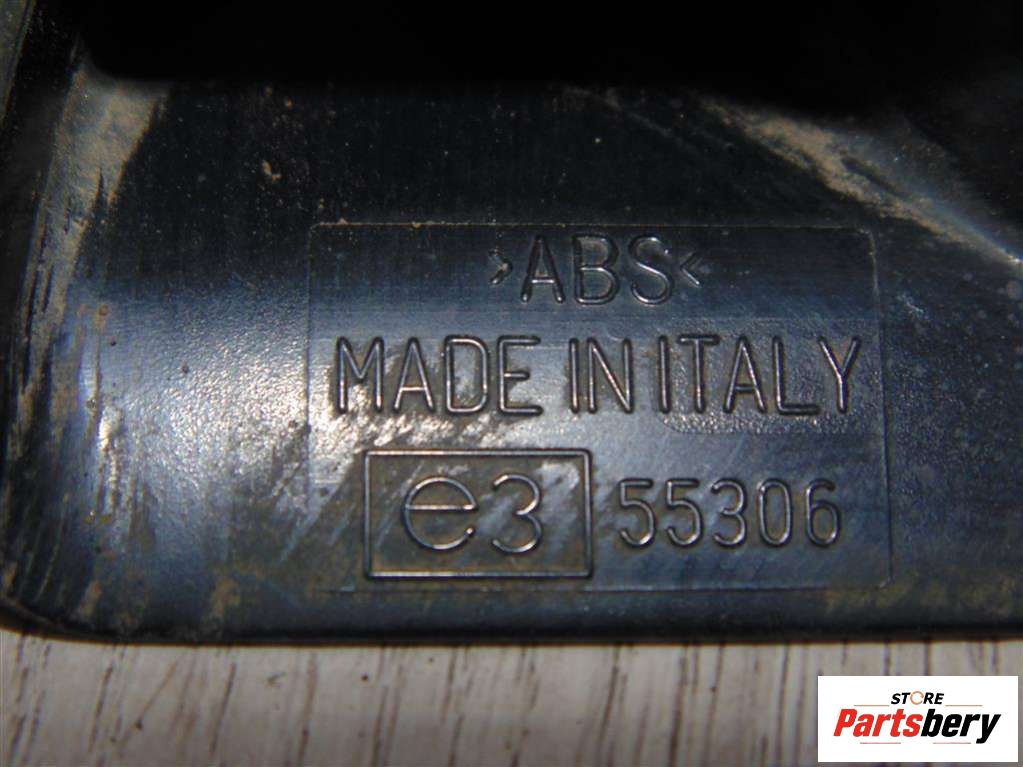 >ABS<
MADE IN ITALY
e3 55306
STORE
Partsbery